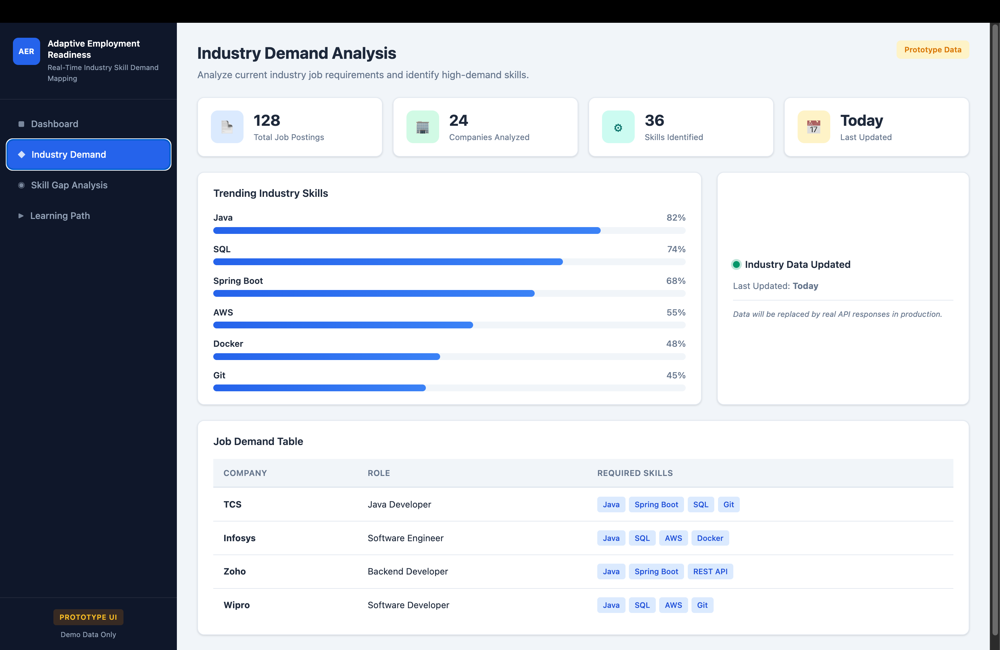 AER
Adaptive Employment
Readiness
Real-Time Industry Skill Demand
Mapping
Dashboard
Industry Demand
Skill Gap Analysis
Learning Path
PROTOTYPE UI
Demo Data Only
Industry Demand Analysis
Prototype Data
Analyze current industry job requirements and identify high-demand skills.
128
Total Job Postings
24
Companies Analyzed
36
Skills Identified
JUL
17
Today
Last Updated
Trending Industry Skills
Java 82%
SQL 74%
Spring Boot 68%
AWS 55%
Docker 48%
Git 45%
Industry Data Updated
Last Updated: Today
Data will be replaced by real API responses in production.
Job Demand Table
COMPANY ROLE REQUIRED SKILLS
TCS Java Developer Java Spring Boot SQL Git
Infosys Software Engineer Java SQL AWS Docker
Zoho Backend Developer Java Spring Boot REST API
Wipro Software Developer Java SQL AWS Git